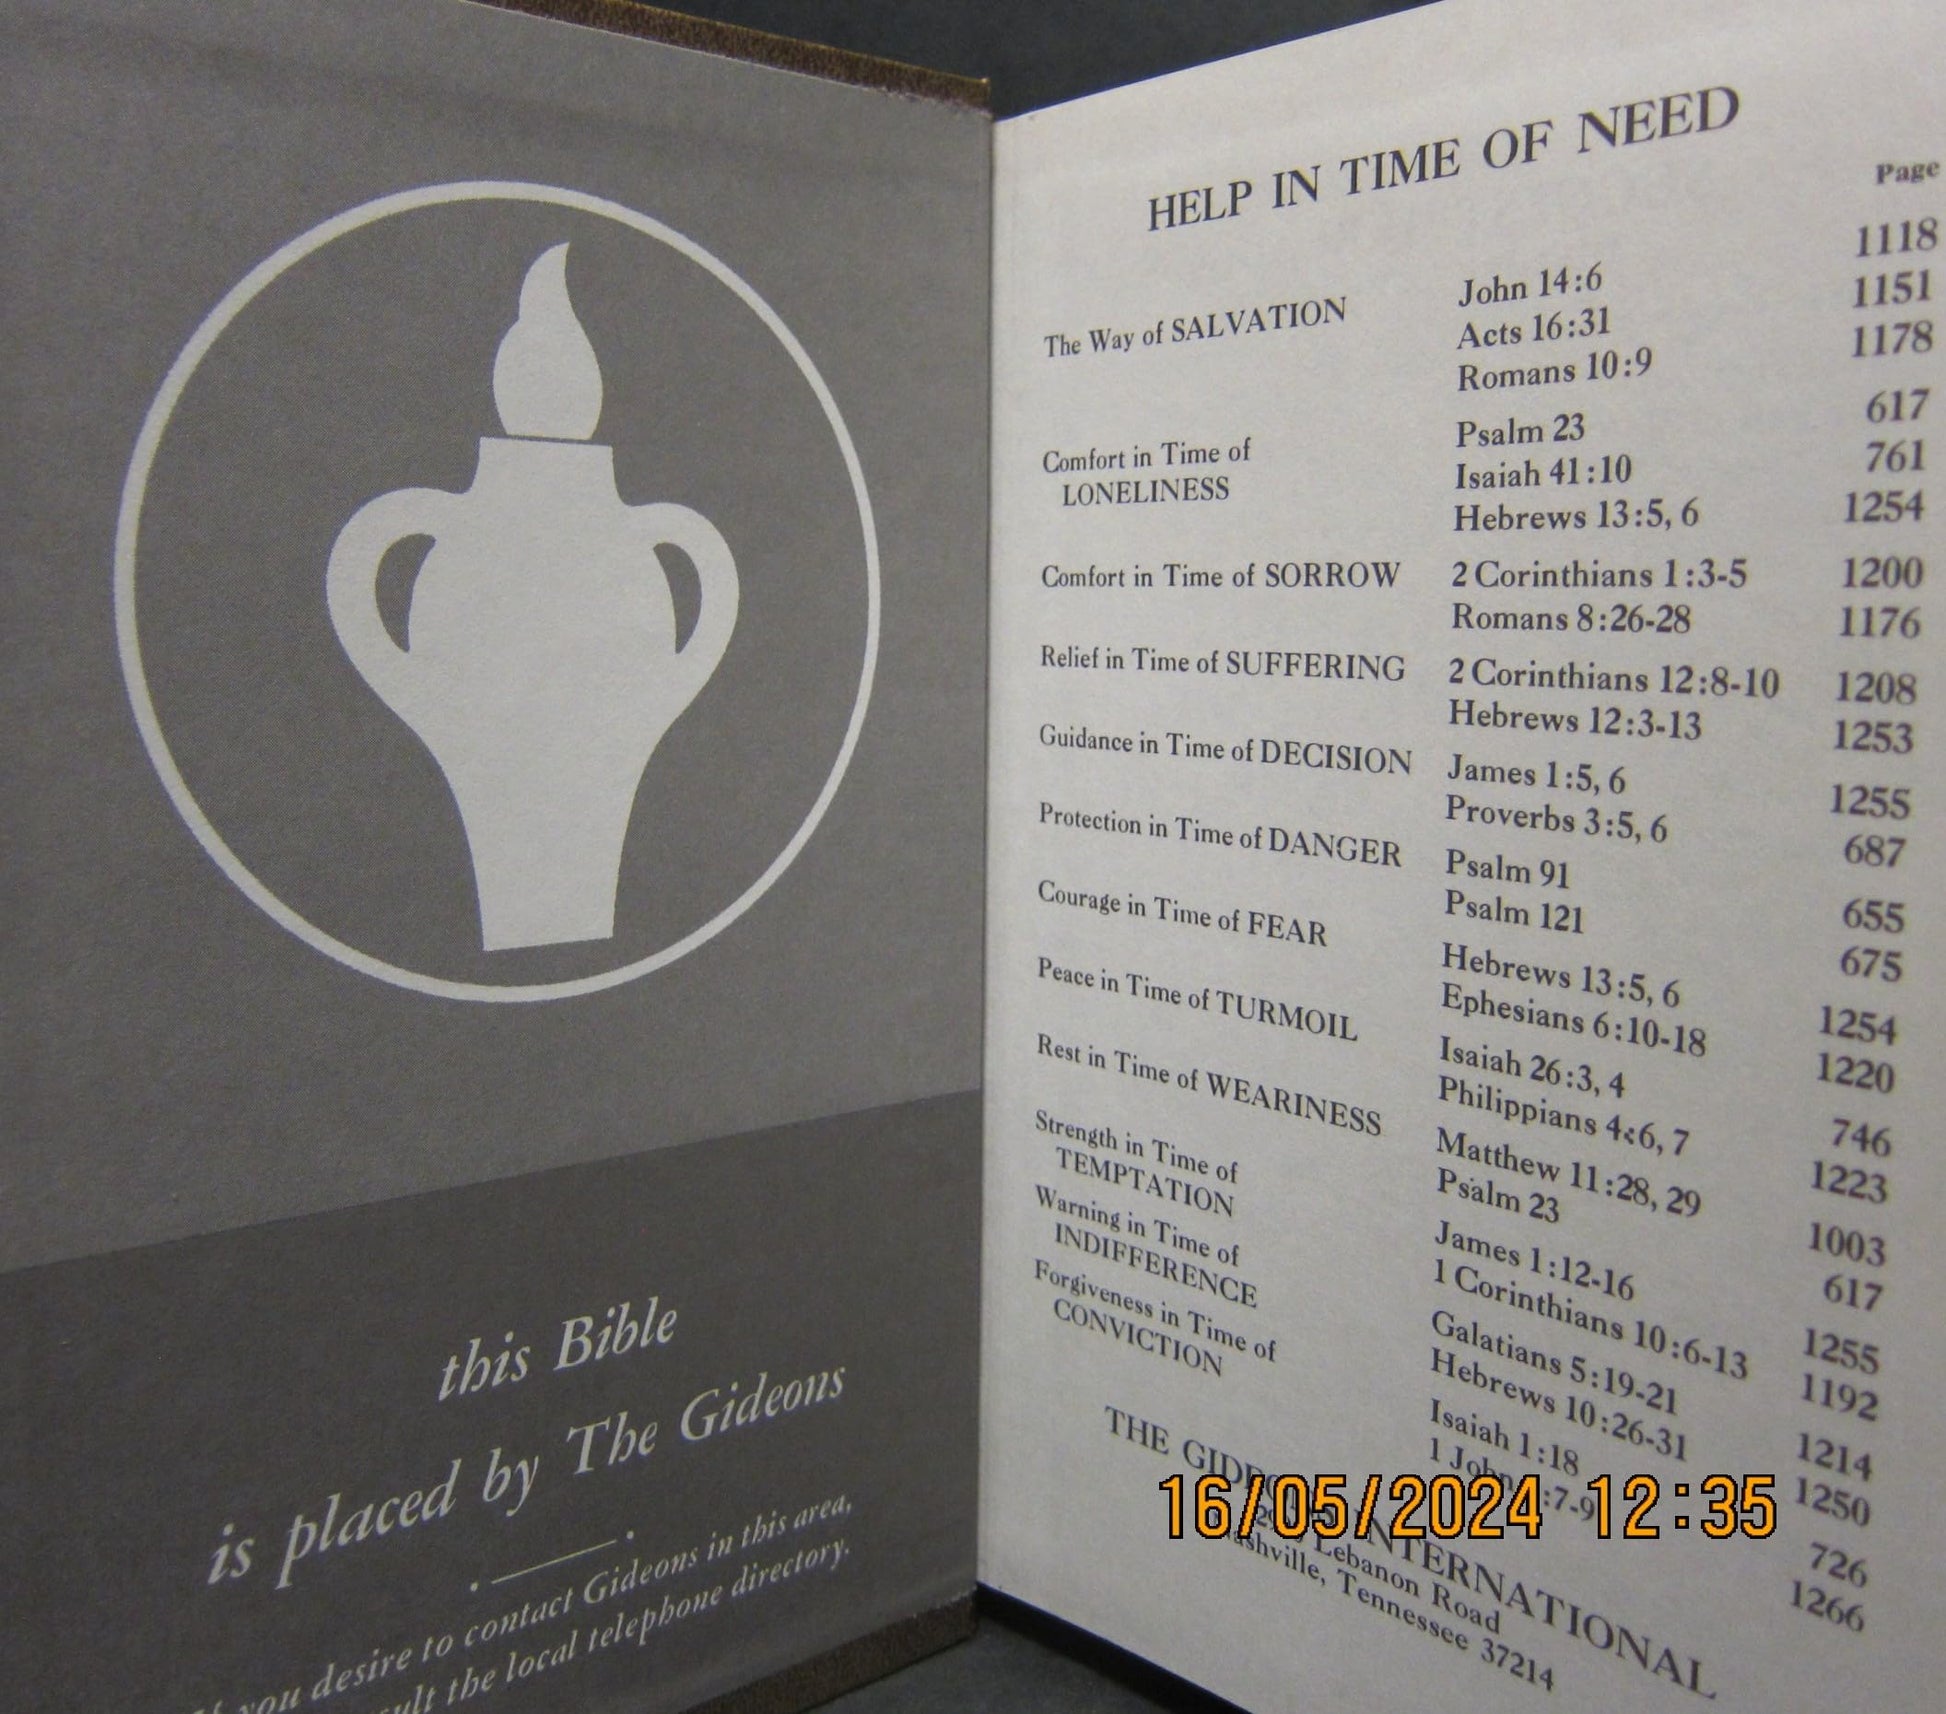 this Bible
is placed by The Gideons
you desire to contact Gideons in this area,
the local telephone directory.
HELP IN TIME OF NEED
Page
The Way of SALVATION John 14:6 1118
Acts 16:31 1151
Romans 10:9 1178
Comfort in Time of Psalm 23 617
LONELINESS Isaiah 41:10 761
Hebrews 13:5, 6 1254
Comfort in Time of SORROW 2 Corinthians 1:3-5 1200
Romans 8:26-28 1176
Relief in Time of SUFFERING 2 Corinthians 12:8-10 1208
Hebrews 12:3-13 1253
Guidance in Time of DECISION James 1:5, 6 1255
Proverbs 3:5, 6 687
Protection in Time of DANGER Psalm 91 655
Psalm 121 675
Courage in Time of FEAR Hebrews 13:5, 6 1254
Ephesians 6:10-18 1220
Peace in Time of TURMOIL Isaiah 26:3, 4 746
Philippians 4:6, 7 1223
Rest in Time of WEARINESS Matthew 11:28, 29 1003
Psalm 23 617
Strength in Time of James 1:12-16 1255
TEMPTATION 1 Corinthians 10:6-13 1192
Warning in Time of Galatians 5:19-21 1214
INDIFFERENCE Hebrews 10:26-31 1250
Forgiveness in Time of Isaiah 1:18 726
CONVICTION 1 John :7-9 1266
THE GIDEONS INTERNATIONAL
Lebanon Road
Nashville, Tennessee 37214
16/05/2024 12:35